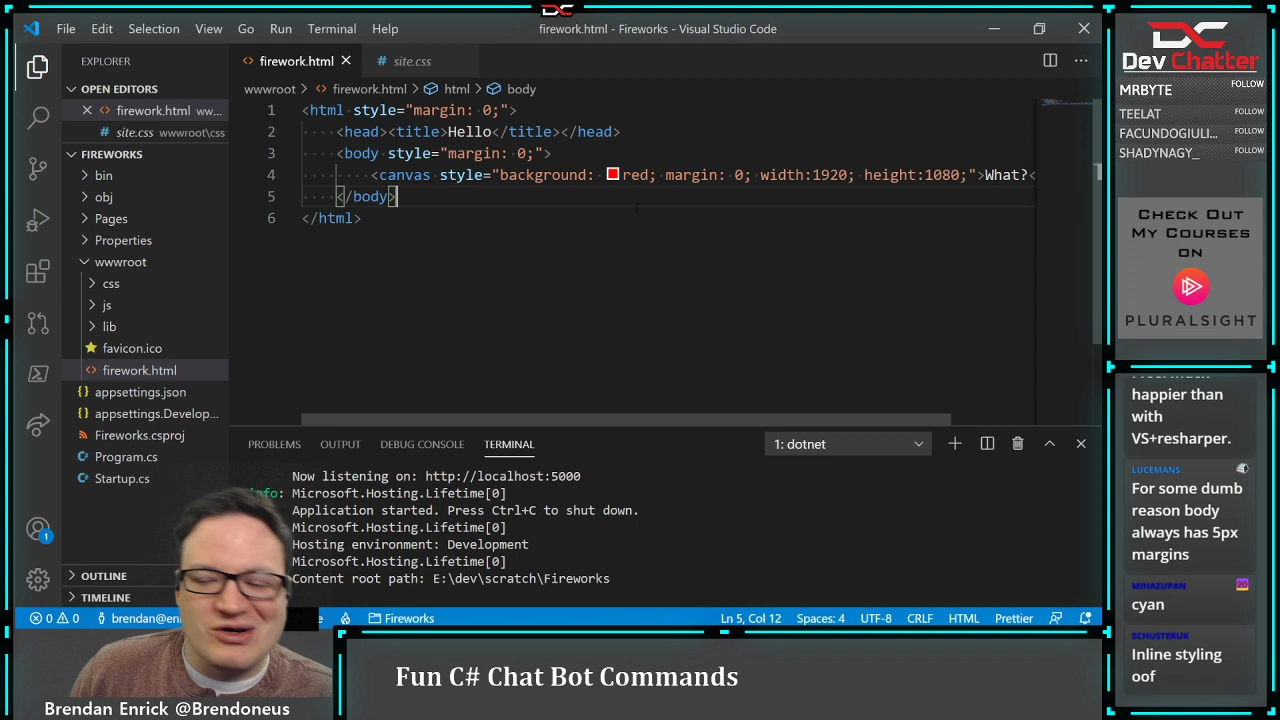 File Edit Selection View Go Run Terminal Help
firework.html - Fireworks - Visual Studio Code
EXPLORER
OPEN EDITORS
firework.html ww...
site.css wwwroot\css
FIREWORKS
bin
obj
Pages
Properties
wwwroot
css
js
lib
favicon.ico
firework.html
appsettings.json
appsettings.Develop...
Fireworks.csproj
Program.cs
Startup.cs
OUTLINE
TIMELINE
firework.html
site.css
wwwroot > firework.html > html > body
1 <html style="margin: 0;">
2 <head><title>Hello</title></head>
3 <body style="margin: 0;">
4 <canvas style="background: red; margin: 0; width:1920; height:1080;">What?<
5 </body>
6 </html>
PROBLEMS OUTPUT DEBUG CONSOLE TERMINAL
1: dotnet
Now listening on: http://localhost:5000
info: Microsoft.Hosting.Lifetime[0]
Application started. Press Ctrl+C to shut down.
Microsoft.Hosting.Lifetime[0]
Hosting environment: Development
Microsoft.Hosting.Lifetime[0]
Content root path: E:\dev\scratch\Fireworks
1
0 0 brendan@en
Fireworks
Ln 5, Col 12 Spaces: 4 UTF-8 CRLF HTML Prettier
Brendan Enrick @Brendoneus
Fun C# Chat Bot Commands
Dev Chatter
MRBYTE FOLLOW
TEELAT FOLLOW
FACUNDOGIULI... FOLLOW
SHADYNAGY_ FOLLOW
CHECK OUT
MY COURSES
ON
PLURALSIGHT
happier than
with
VS+resharper.
LUCEMANS
For some dumb
reason body
always has 5px
margins
MIHAZUPAN
20
cyan
SCHUSTERUK
Inline styling
oof